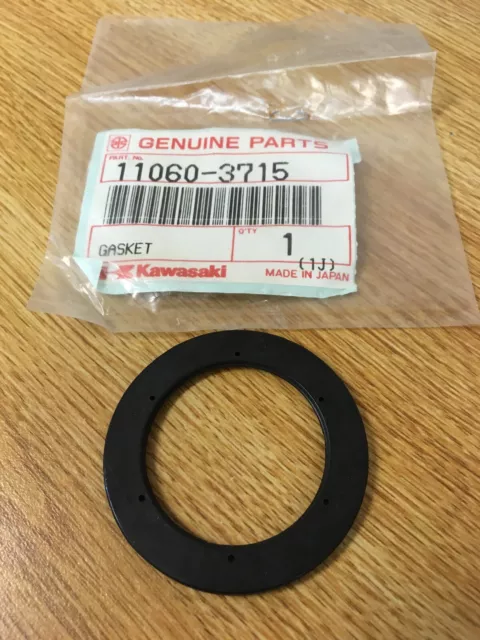 GENUINE PARTS
PART. No.
11060-3715
GASKET
Q'TY
1
(1J)
Kawasaki
MADE IN JAPAN